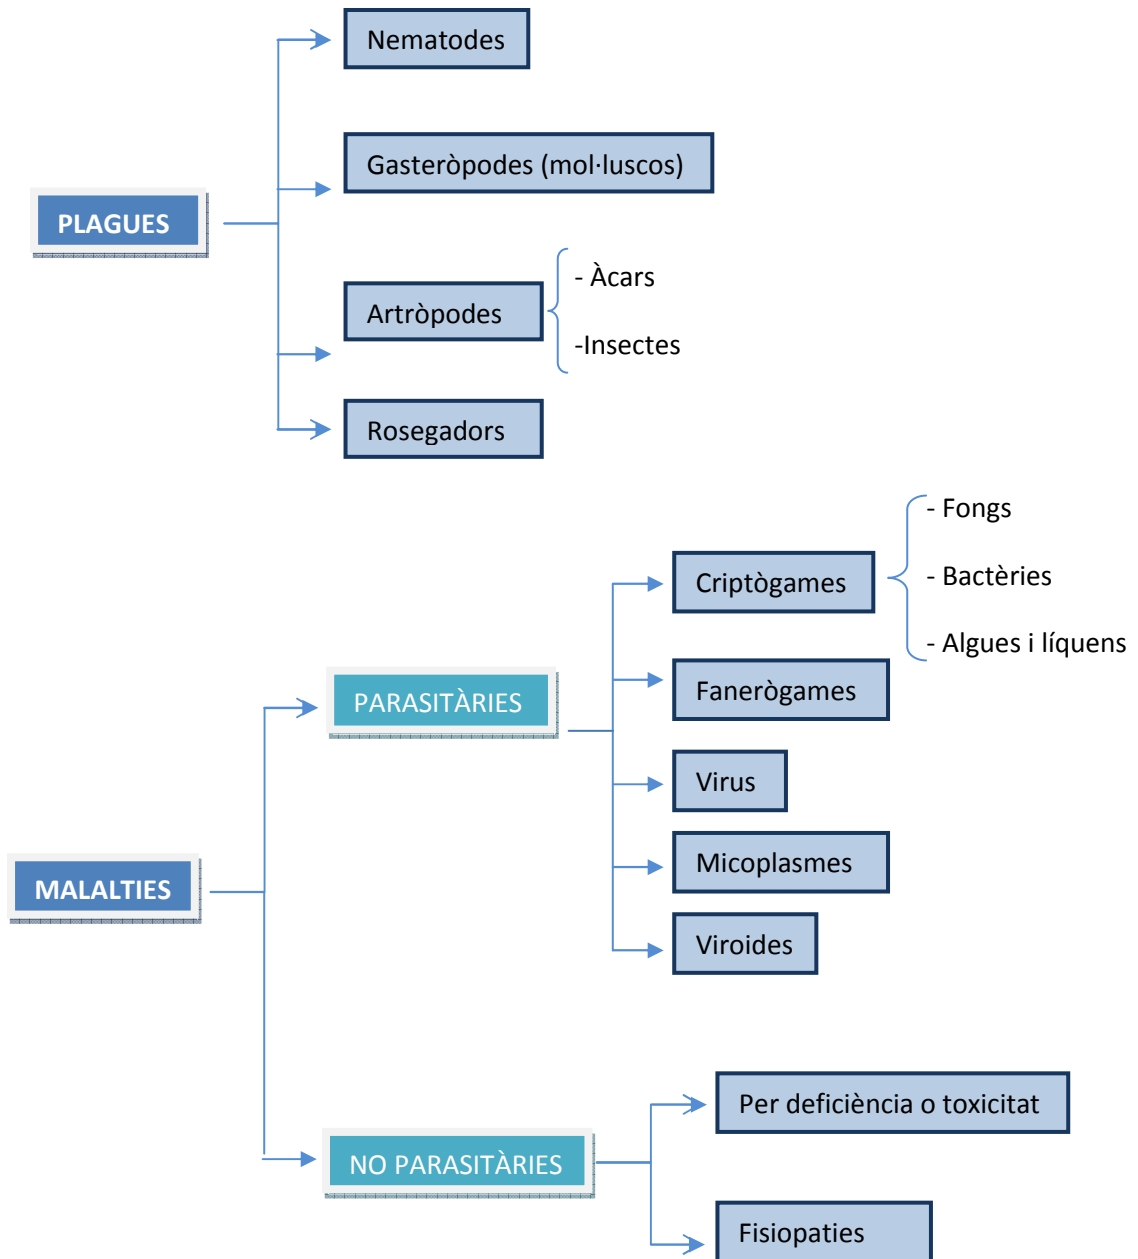 Nematodes
Gasteròpodes (mol·luscos)
PLAGUES
- Àcars
Artròpodes
-Insectes
Rosegadors
- Fongs
Criptògames
- Bactèries
- Algues i líquens
Fanerògames
PARASITÀRIES
Virus
Micoplasmes
MALALTIES
Viroides
Per deficiència o toxicitat
NO PARASITÀRIES
Fisiopaties